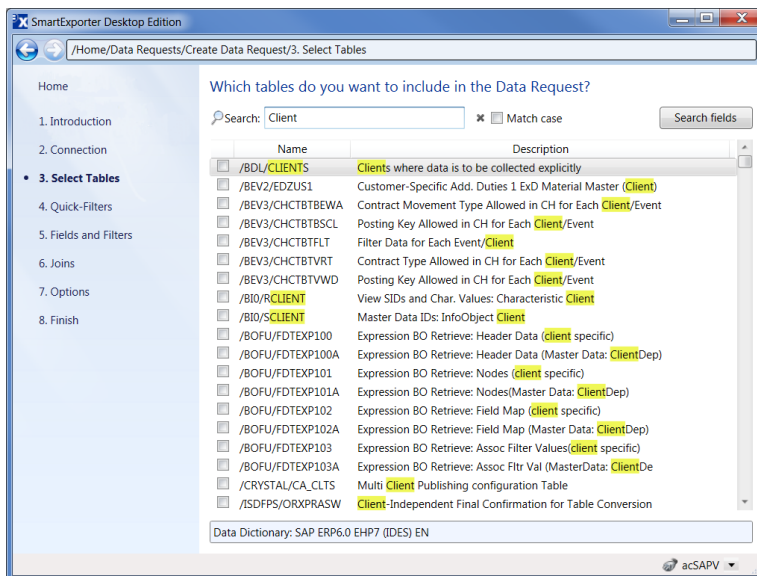 SmartExporter Desktop Edition
/Home/Data Requests/Create Data Request/3. Select Tables
Home
1. Introduction
2. Connection
3. Select Tables
4. Quick-Filters
5. Fields and Filters
6. Joins
7. Options
8. Finish
Which tables do you want to include in the Data Request?
Search: Client Match case Search fields
Name Description
/BDL/CLIENTS Clients where data is to be collected explicitly
/BEV2/EDZUS1 Customer-Specific Add. Duties 1 ExD Material Master (Client)
/BEV3/CHCTBTBEWA Contract Movement Type Allowed in CH for Each Client/Event
/BEV3/CHCTBTBSCL Posting Key Allowed in CH for Each Client/Event
/BEV3/CHCTBTFLT Filter Data for Each Event/Client
/BEV3/CHCTBTVRT Contract Type Allowed in CH for Each Client/Event
/BEV3/CHCTBTVWD Posting Key Allowed in CH for Each Client/Event
/BI0/RCLIENT View SIDs and Char. Values: Characteristic Client
/BI0/SCLIENT Master Data IDs: InfoObject Client
/BOFU/FDTEXP100 Expression BO Retrieve: Header Data (client specific)
/BOFU/FDTEXP100A Expression BO Retrieve: Header Data (Master Data: ClientDep)
/BOFU/FDTEXP101 Expression BO Retrieve: Nodes (client specific)
/BOFU/FDTEXP101A Expression BO Retrieve: Nodes(Master Data: ClientDep)
/BOFU/FDTEXP102 Expression BO Retrieve: Field Map (client specific)
/BOFU/FDTEXP102A Expression BO Retrieve: Field Map (Master Data: ClientDep)
/BOFU/FDTEXP103 Expression BO Retrieve: Assoc Filter Values(client specific)
/BOFU/FDTEXP103A Expression BO Retrieve: Assoc Fltr Val (MasterData: ClientDe
/CRYSTAL/CA_CLTS Multi Client Publishing configuration Table
/ISDFPS/ORXPRASW Client-Independent Final Confirmation for Table Conversion
Data Dictionary: SAP ERP6.0 EHP7 (IDES) EN
acSAPV